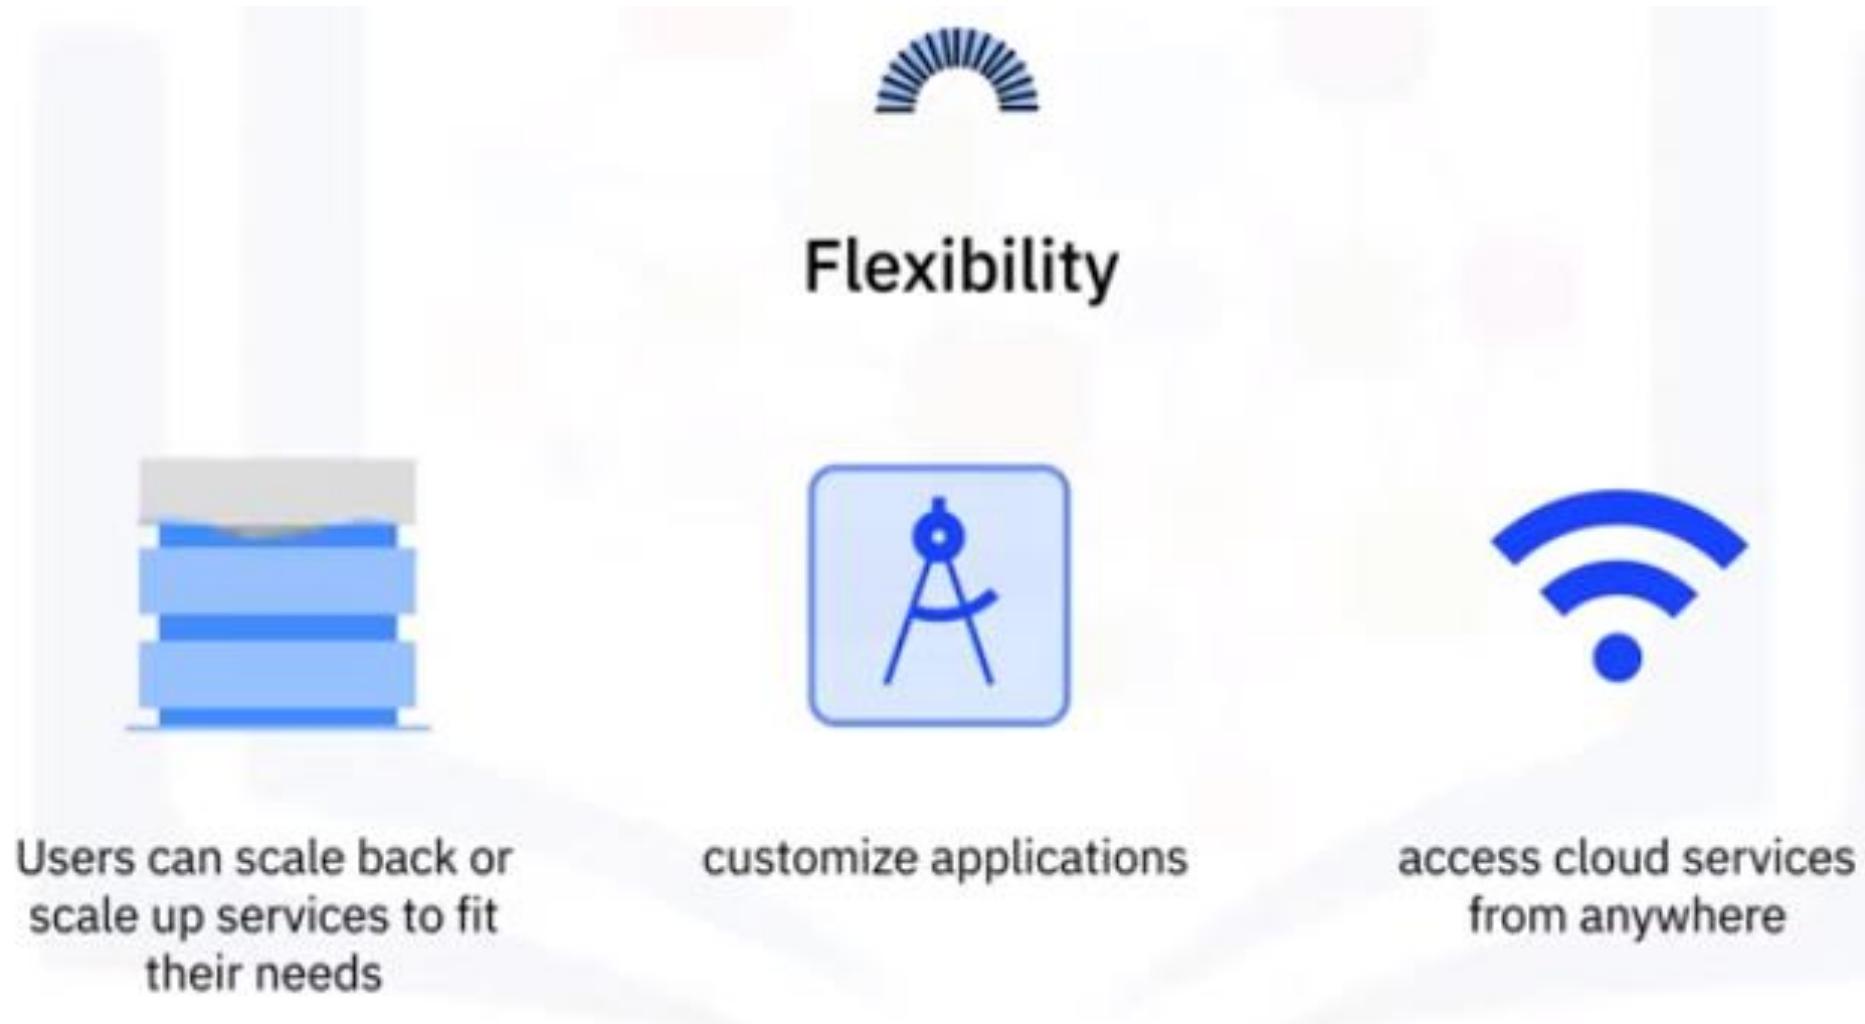 Flexibility
Users can scale back or
scale up services to fit
their needs
customize applications
access cloud services
from anywhere